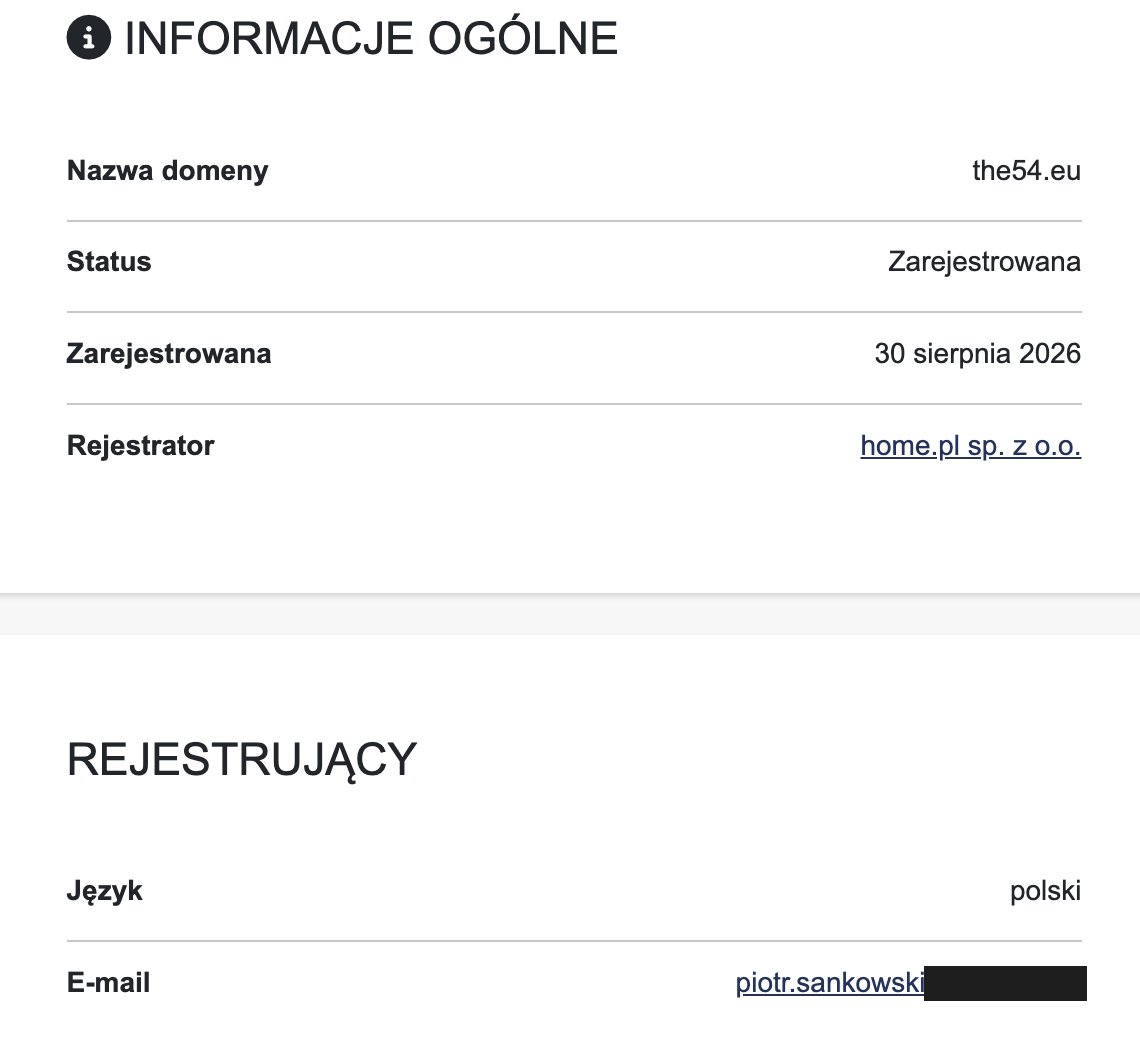 INFORMACJE OGÓLNE
Nazwa domeny the54.eu
Status Zarejestrowana
Zarejestrowana 30 sierpnia 2026
Rejestrator home.pl sp. z o.o.
REJESTRUJĄCY
Język polski
E-mail piotr.sankowski